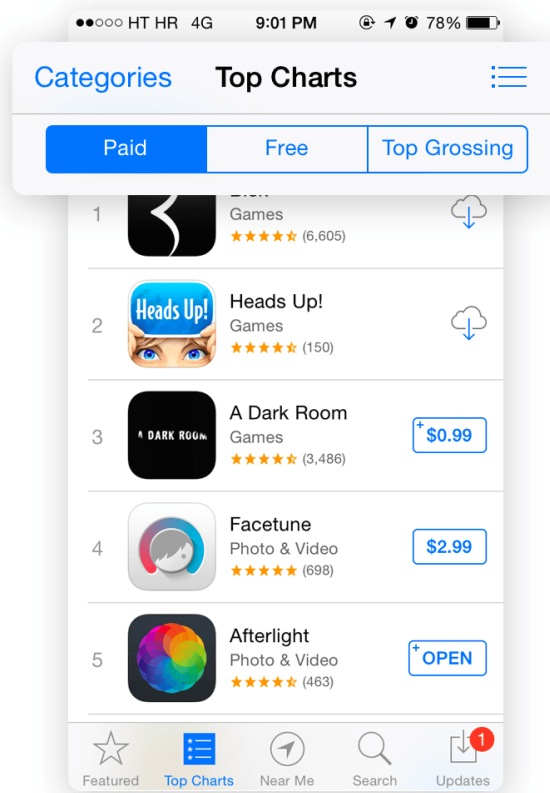 HT HR 4G 9:01 PM 78%
Categories Top Charts
Paid Free Top Grossing
1
Games
(6,605)
Heads Up!
2 Heads Up!
Games
(150)
A DARK ROOM
3 A Dark Room
Games
(3,486)
+ $0.99
4 Facetune
Photo & Video
(698)
$2.99
5 Afterlight
Photo & Video
(463)
+ OPEN
1
Featured Top Charts Near Me Search Updates